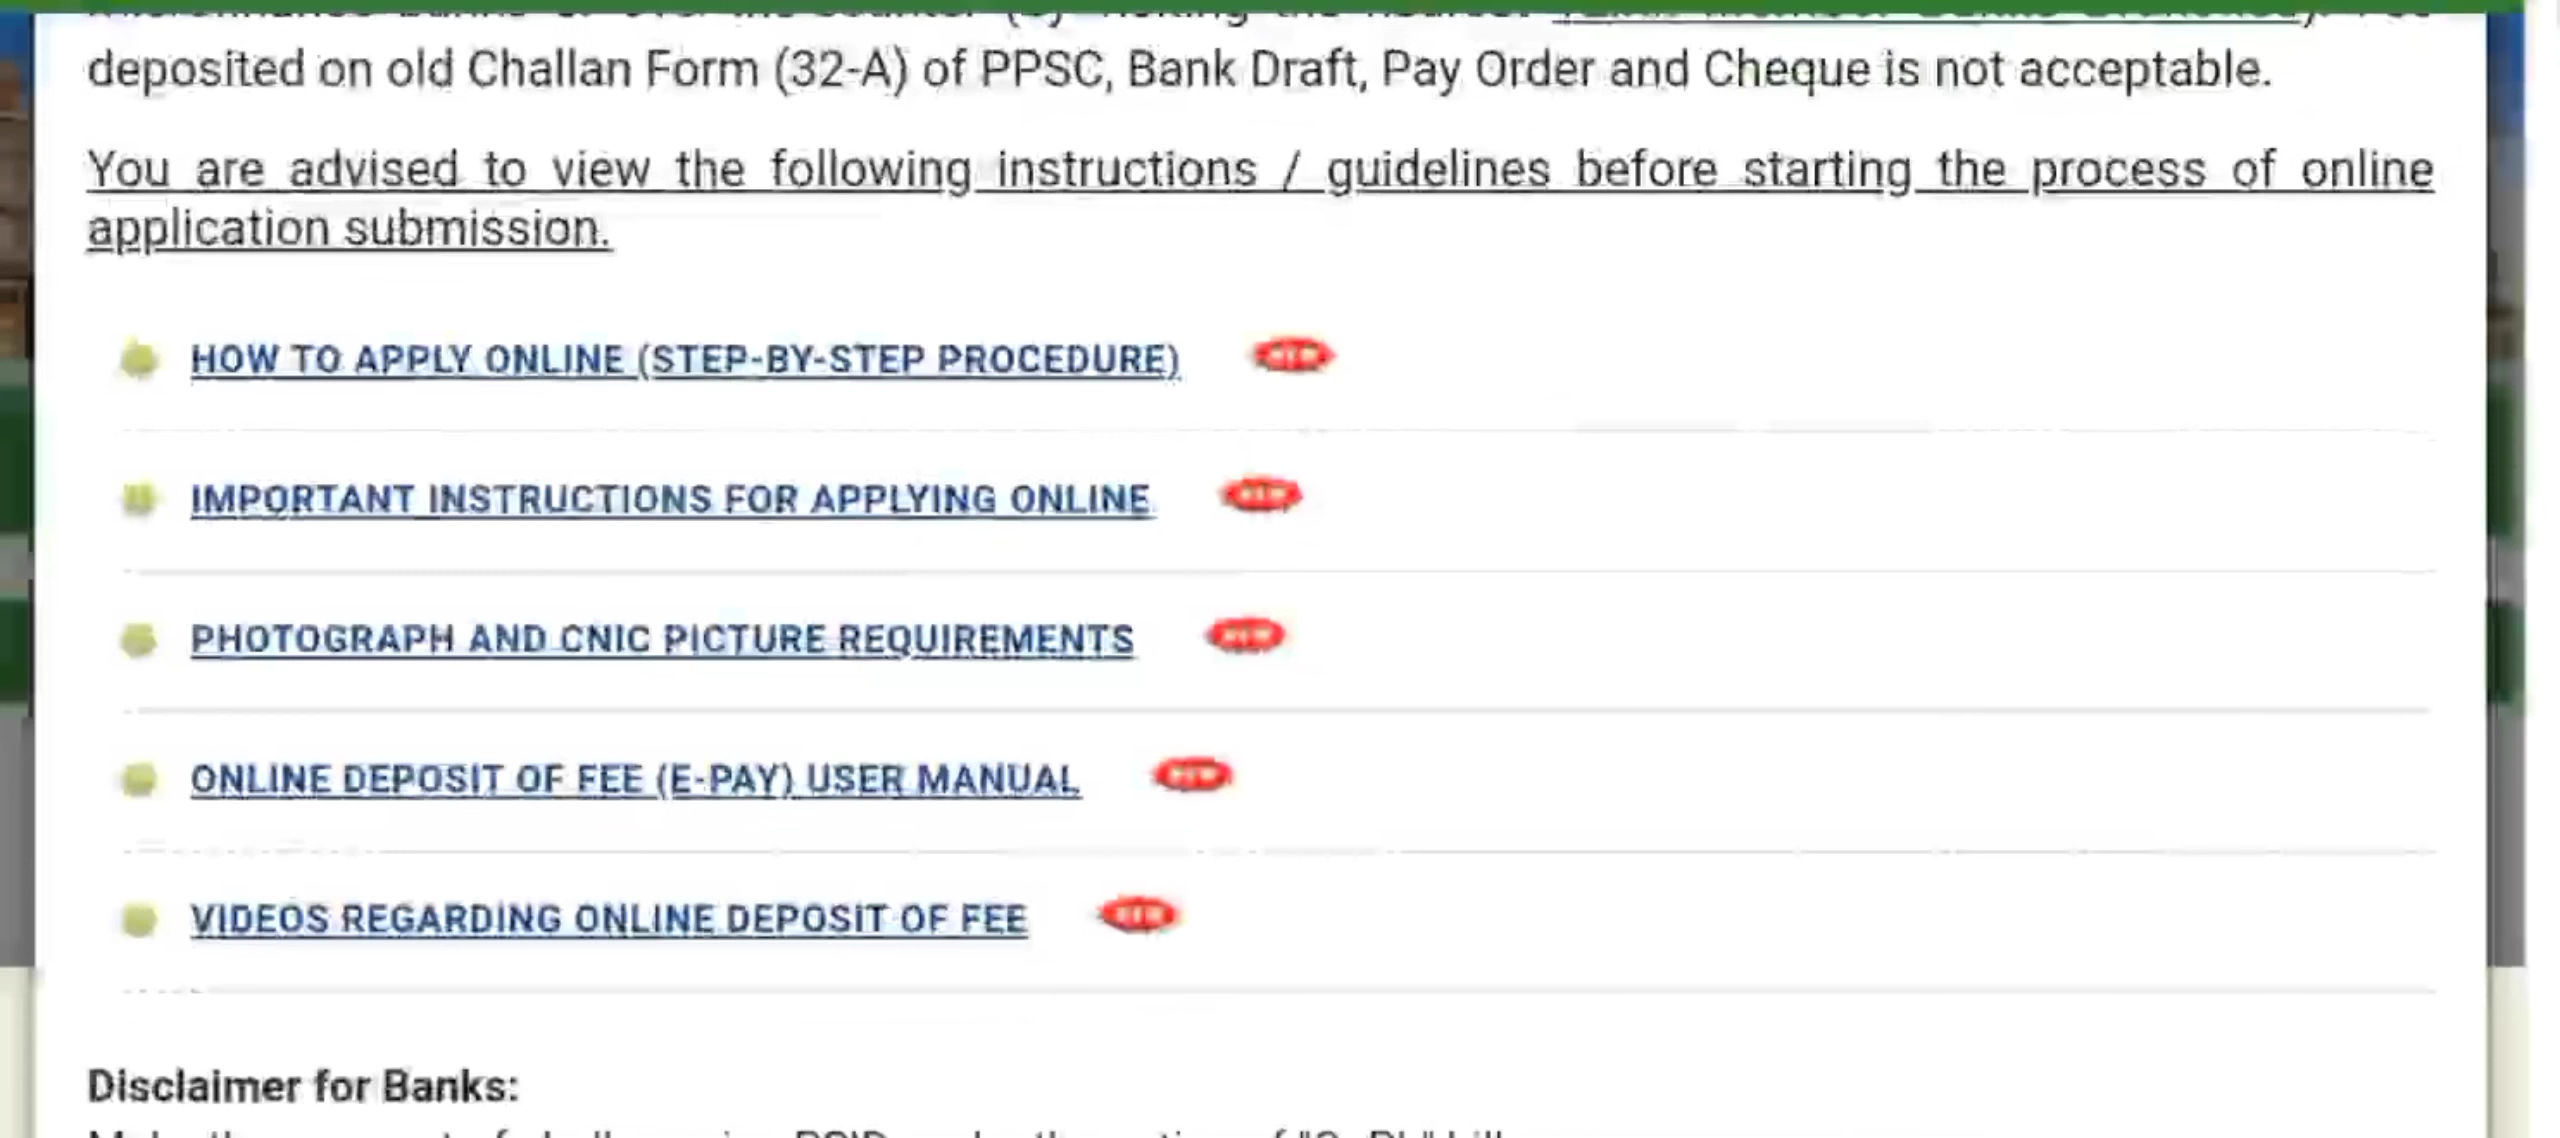 deposited on old Challan Form (32-A) of PPSC, Bank Draft, Pay Order and Cheque is not acceptable.
You are advised to view the following instructions / guidelines before starting the process of online
application submission.
HOW TO APPLY ONLINE (STEP-BY-STEP PROCEDURE)
IMPORTANT INSTRUCTIONS FOR APPLYING ONLINE
PHOTOGRAPH AND CNIC PICTURE REQUIREMENTS
ONLINE DEPOSIT OF FEE (E-PAY) USER MANUAL
VIDEOS REGARDING ONLINE DEPOSIT OF FEE
Disclaimer for Banks: